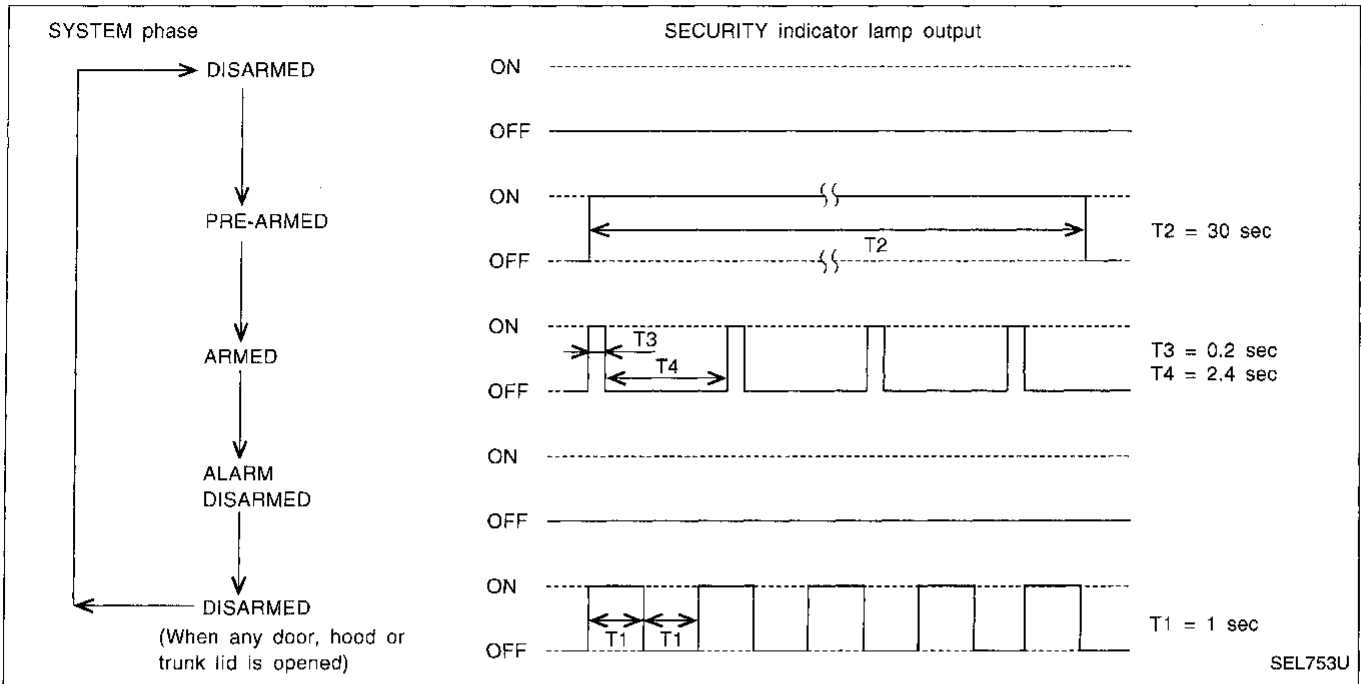 SYSTEM phase
SECURITY indicator lamp output
DISARMED
ON
OFF
PRE-ARMED
ON
T2
OFF
T2 = 30 sec
ARMED
ON
T3
T4
OFF
T3 = 0.2 sec
T4 = 2.4 sec
ALARM
DISARMED
ON
OFF
DISARMED
(When any door, hood or
trunk lid is opened)
ON
T1 T1
OFF
T1 = 1 sec
SEL753U